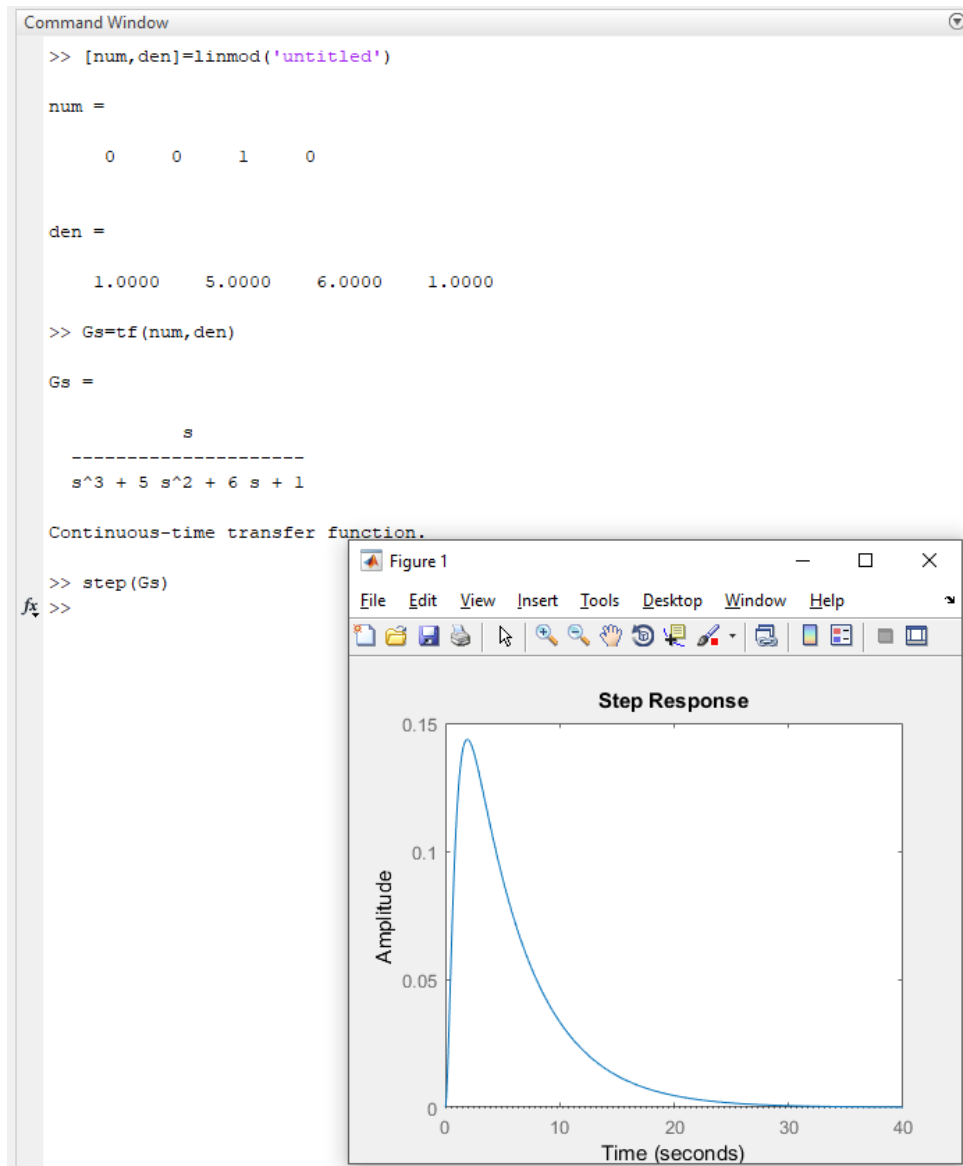 Command Window
>> [num,den]=linmod('untitled')
num =
0 0 1 0
den =
1.0000 5.0000 6.0000 1.0000
>> Gs=tf(num,den)
Gs =
s
---------------------
s^3 + 5 s^2 + 6 s + 1
Continuous-time transfer function.
>> step(Gs)
fx >>
Figure 1
File Edit View Insert Tools Desktop Window Help
Step Response
0.15
0.1
0.05
0
Amplitude
0 10 20 30 40
Time (seconds)